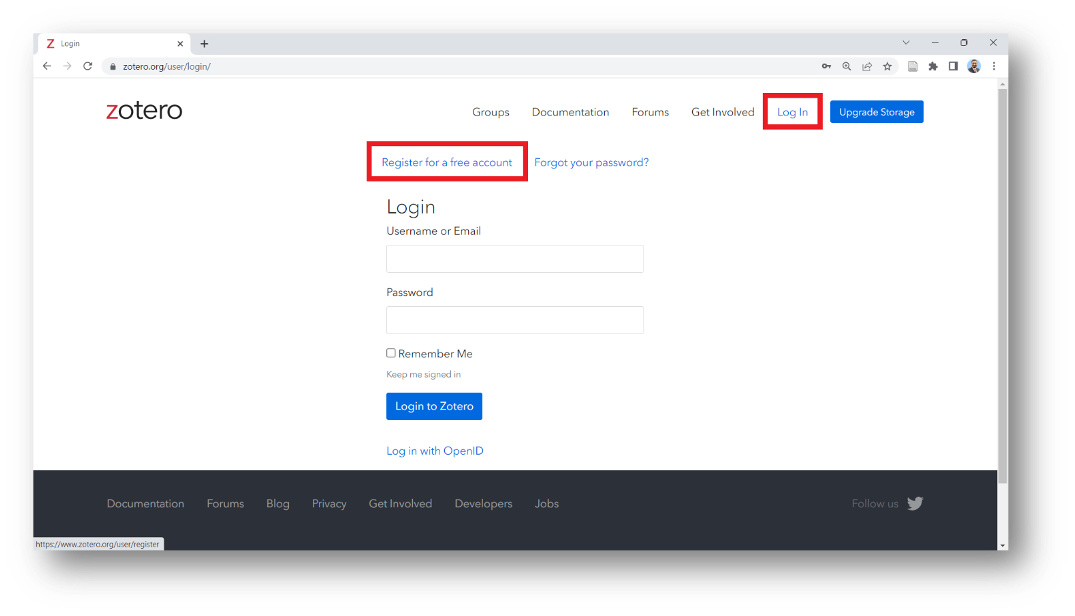 Login
zotero.org/user/login/
zotero
Groups Documentation Forums Get Involved Log In Upgrade Storage
Register for a free account Forgot your password?
Login
Username or Email
Password
Remember Me
Keep me signed in
Login to Zotero
Log in with OpenID
Documentation Forums Blog Privacy Get Involved Developers Jobs Follow us
https://www.zotero.org/user/register